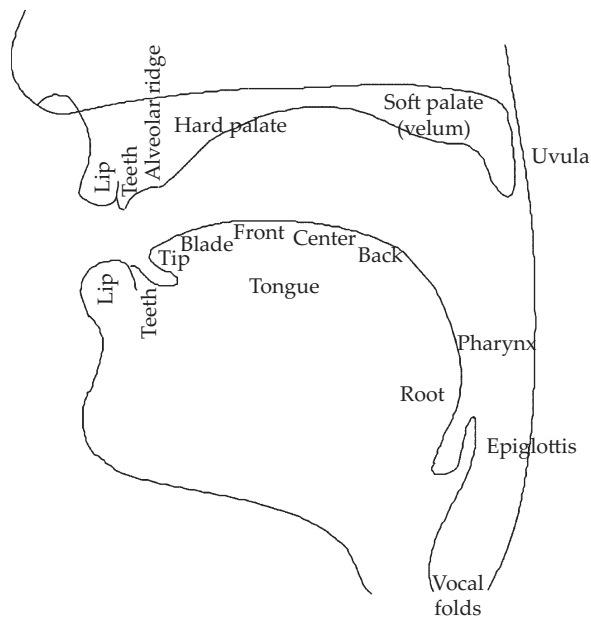 Alveolar ridge
Soft palate
(velum)
Hard palate
Uvula
Lip
Teeth
Front
Blade
Center
Tip
Back
Tongue
Lip
Teeth
Pharynx
Root
Epiglottis
Vocal
folds